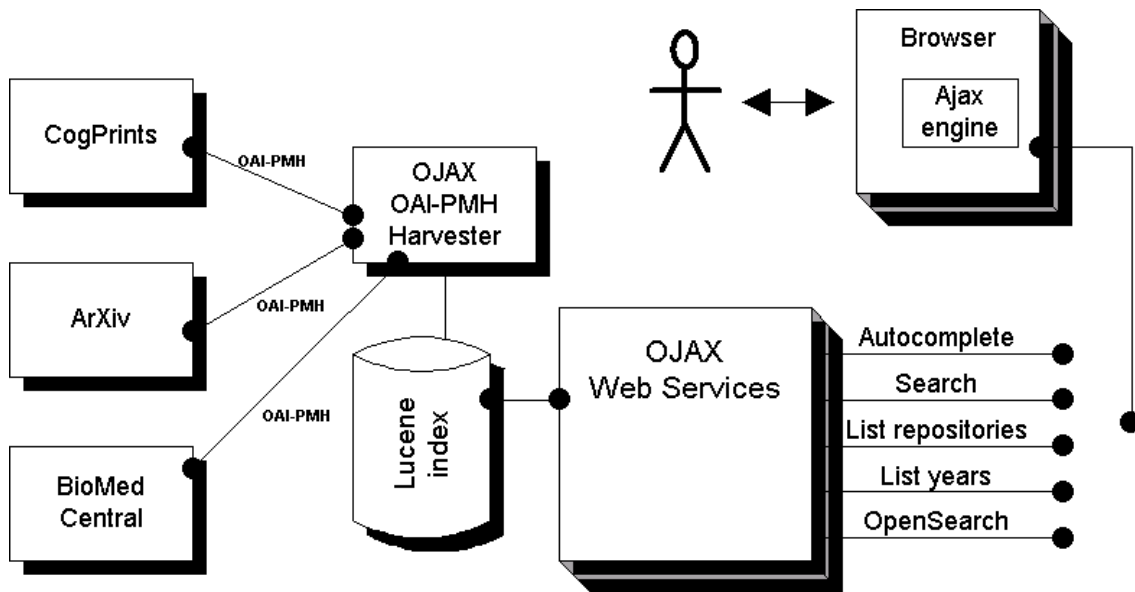 CogPrints
OAI-PMH
OJAX
OAI-PMH
Harvester
ArXiv
OAI-PMH
BioMed
Central
OAI-PMH
Lucene
index
OJAX
Web Services
Browser
Ajax
engine
Autocomplete
Search
List repositories
List years
OpenSearch